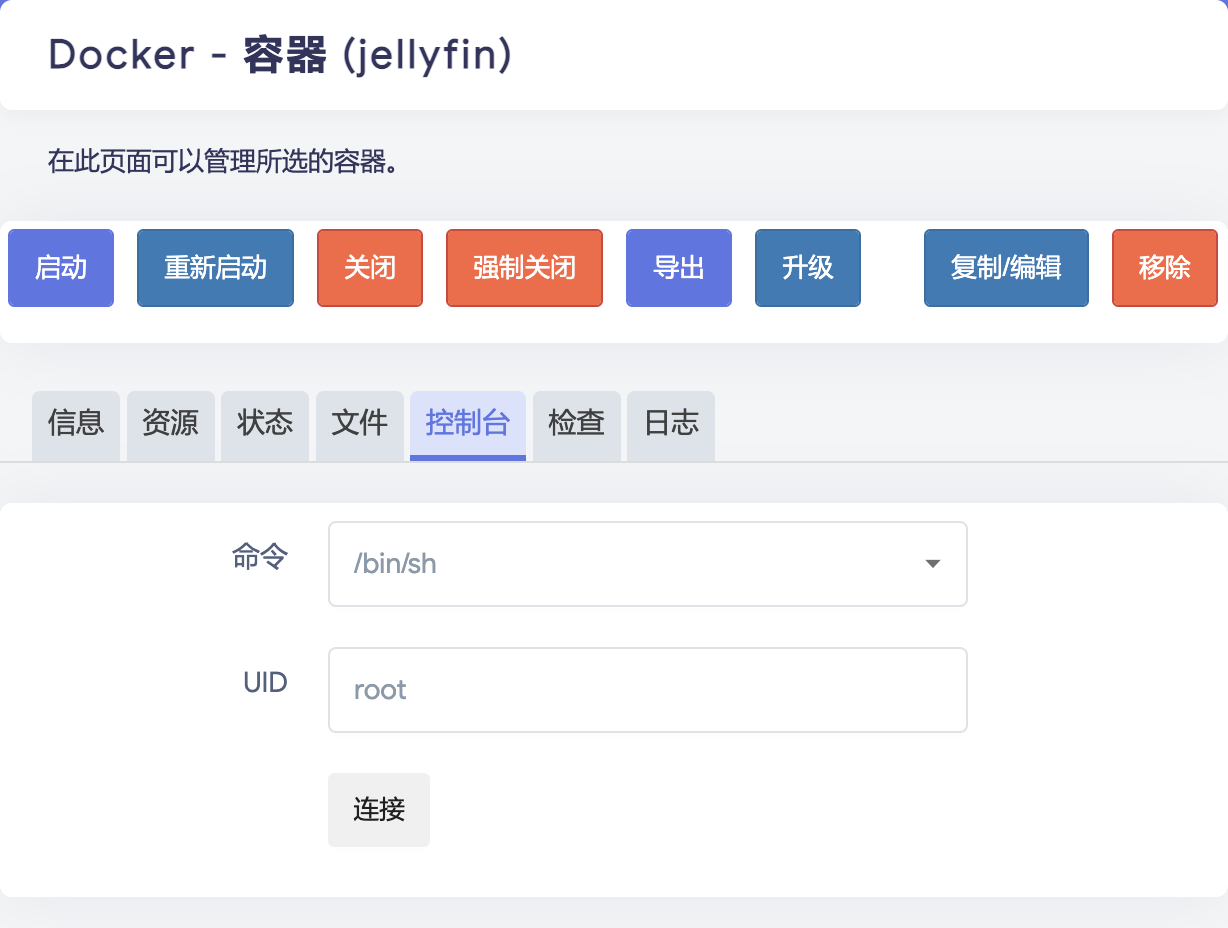 Docker - 容器 (jellyfin)
在此页面可以管理所选的容器。
启动 重新启动 关闭 强制关闭 导出 升级 复制/编辑 移除
信息 资源 状态 文件 控制台 检查 日志
命令 /bin/sh
UID root
连接